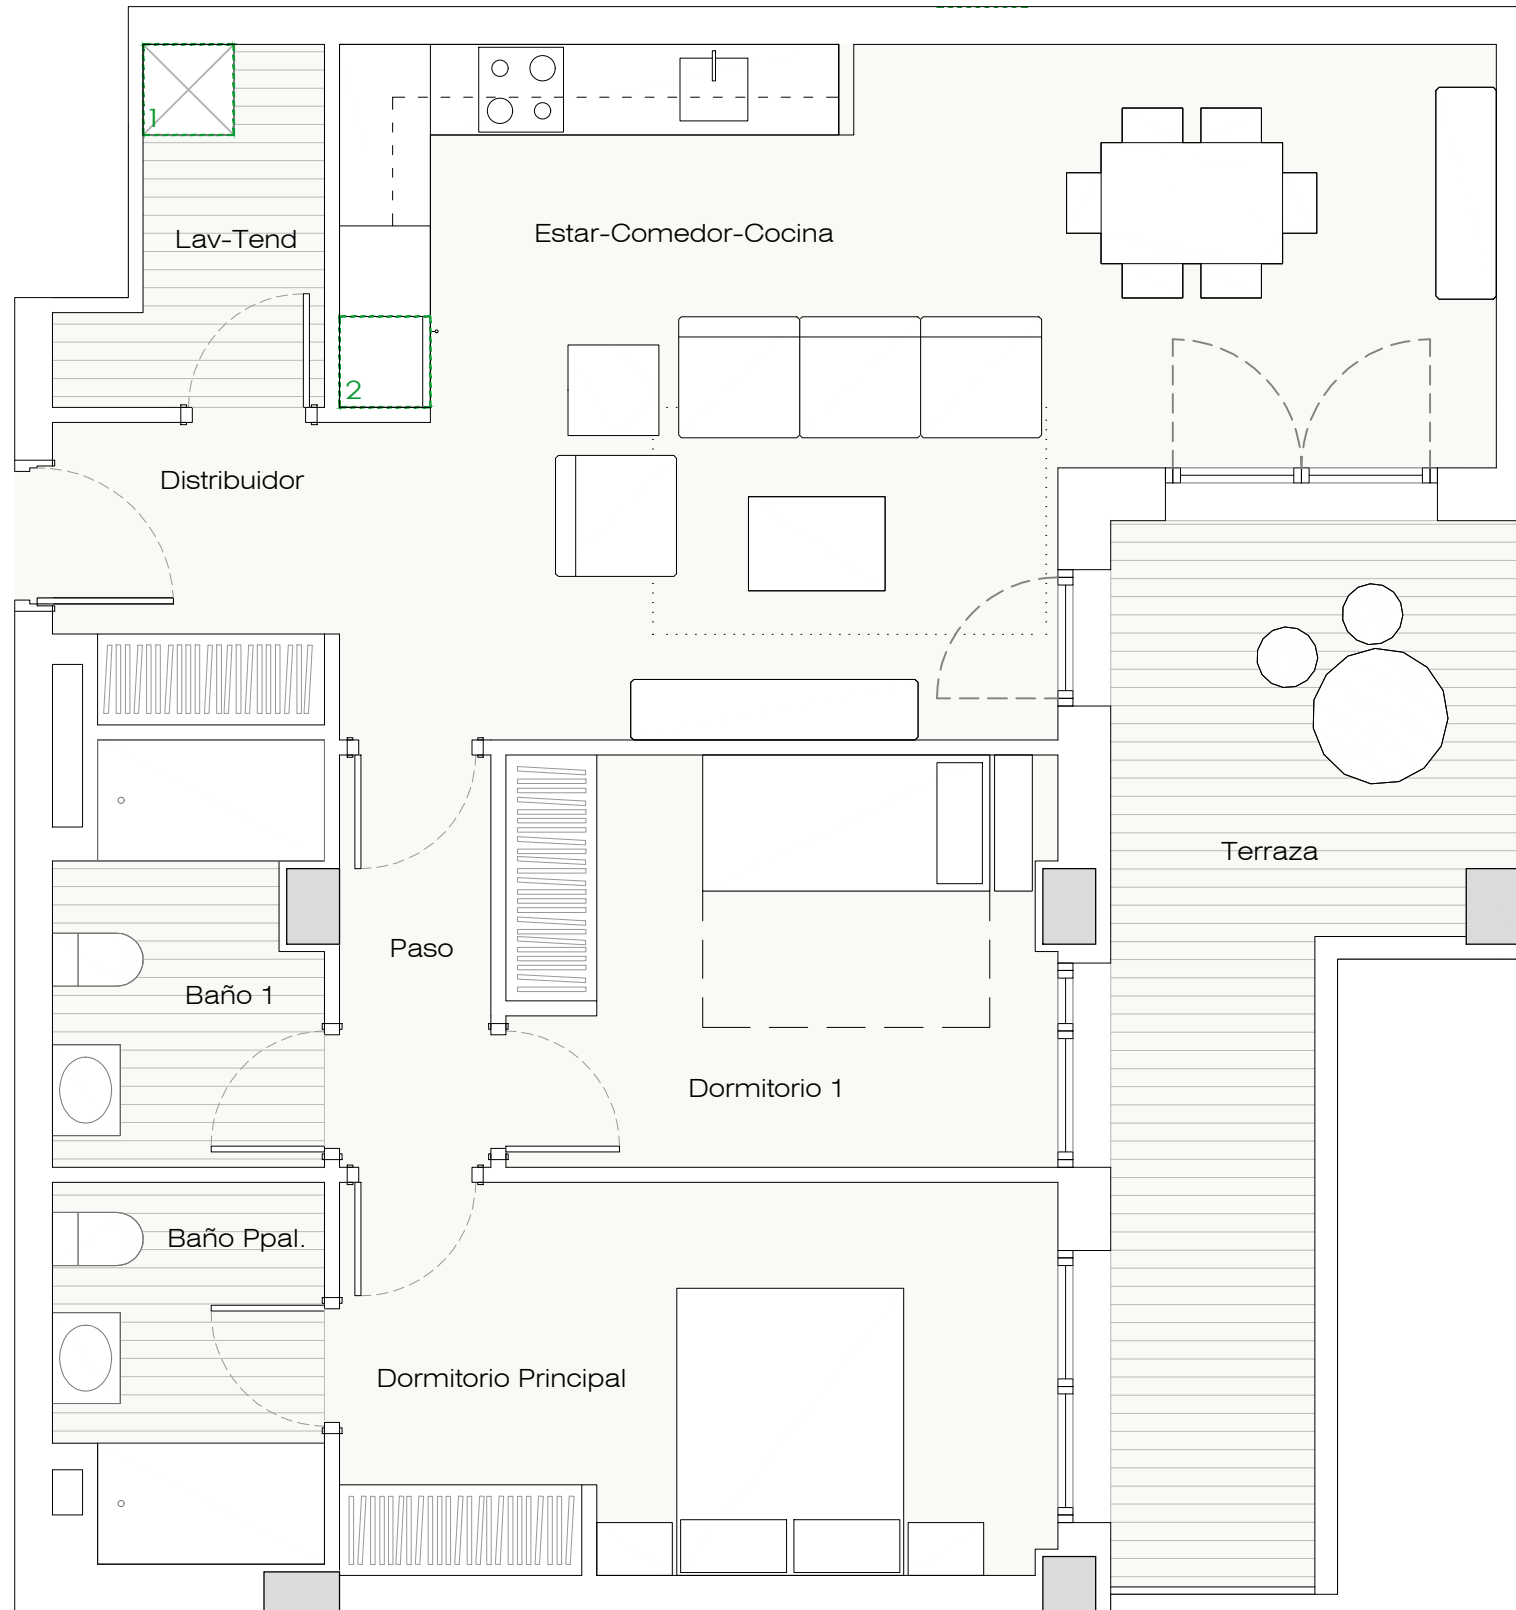 1
Lav-Tend
Estar-Comedor-Cocina
2
Distribuidor
Terraza
Paso
Baño 1
Dormitorio 1
Baño Ppal.
Dormitorio Principal